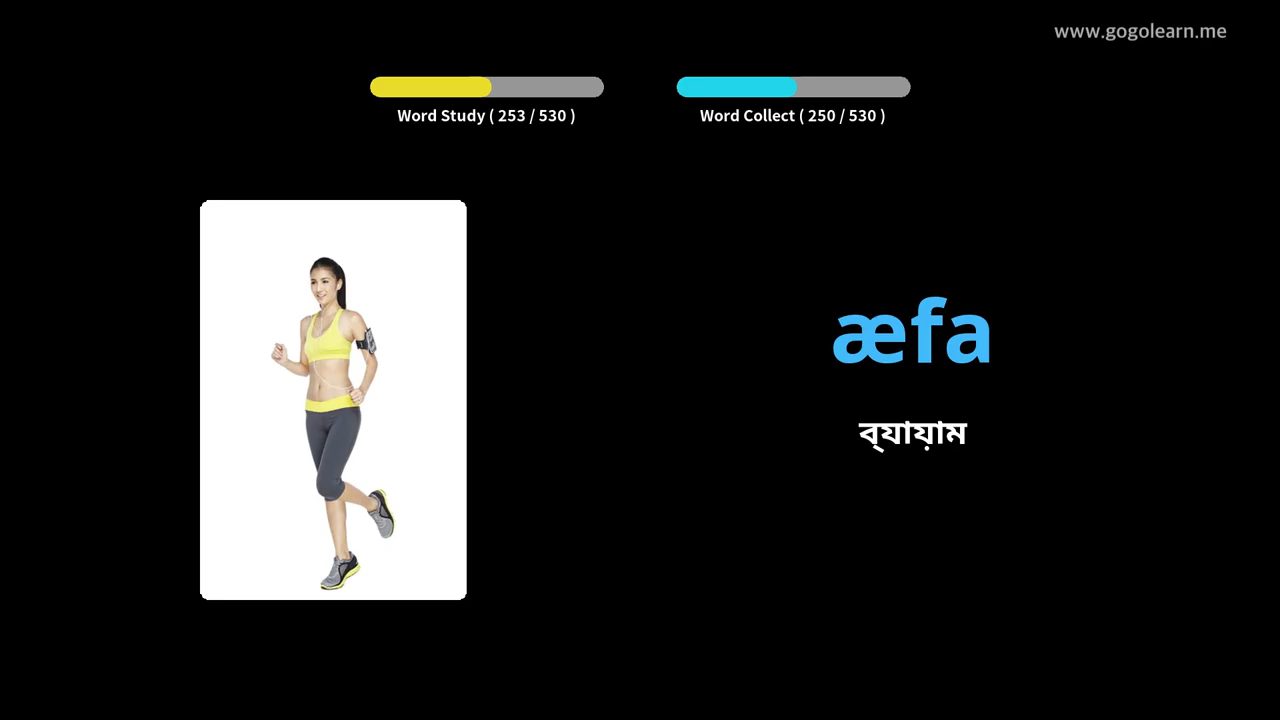 www.gogolearn.me
Word Study ( 253 / 530 )
Word Collect ( 250 / 530 )
æfa
ব্যায়াম